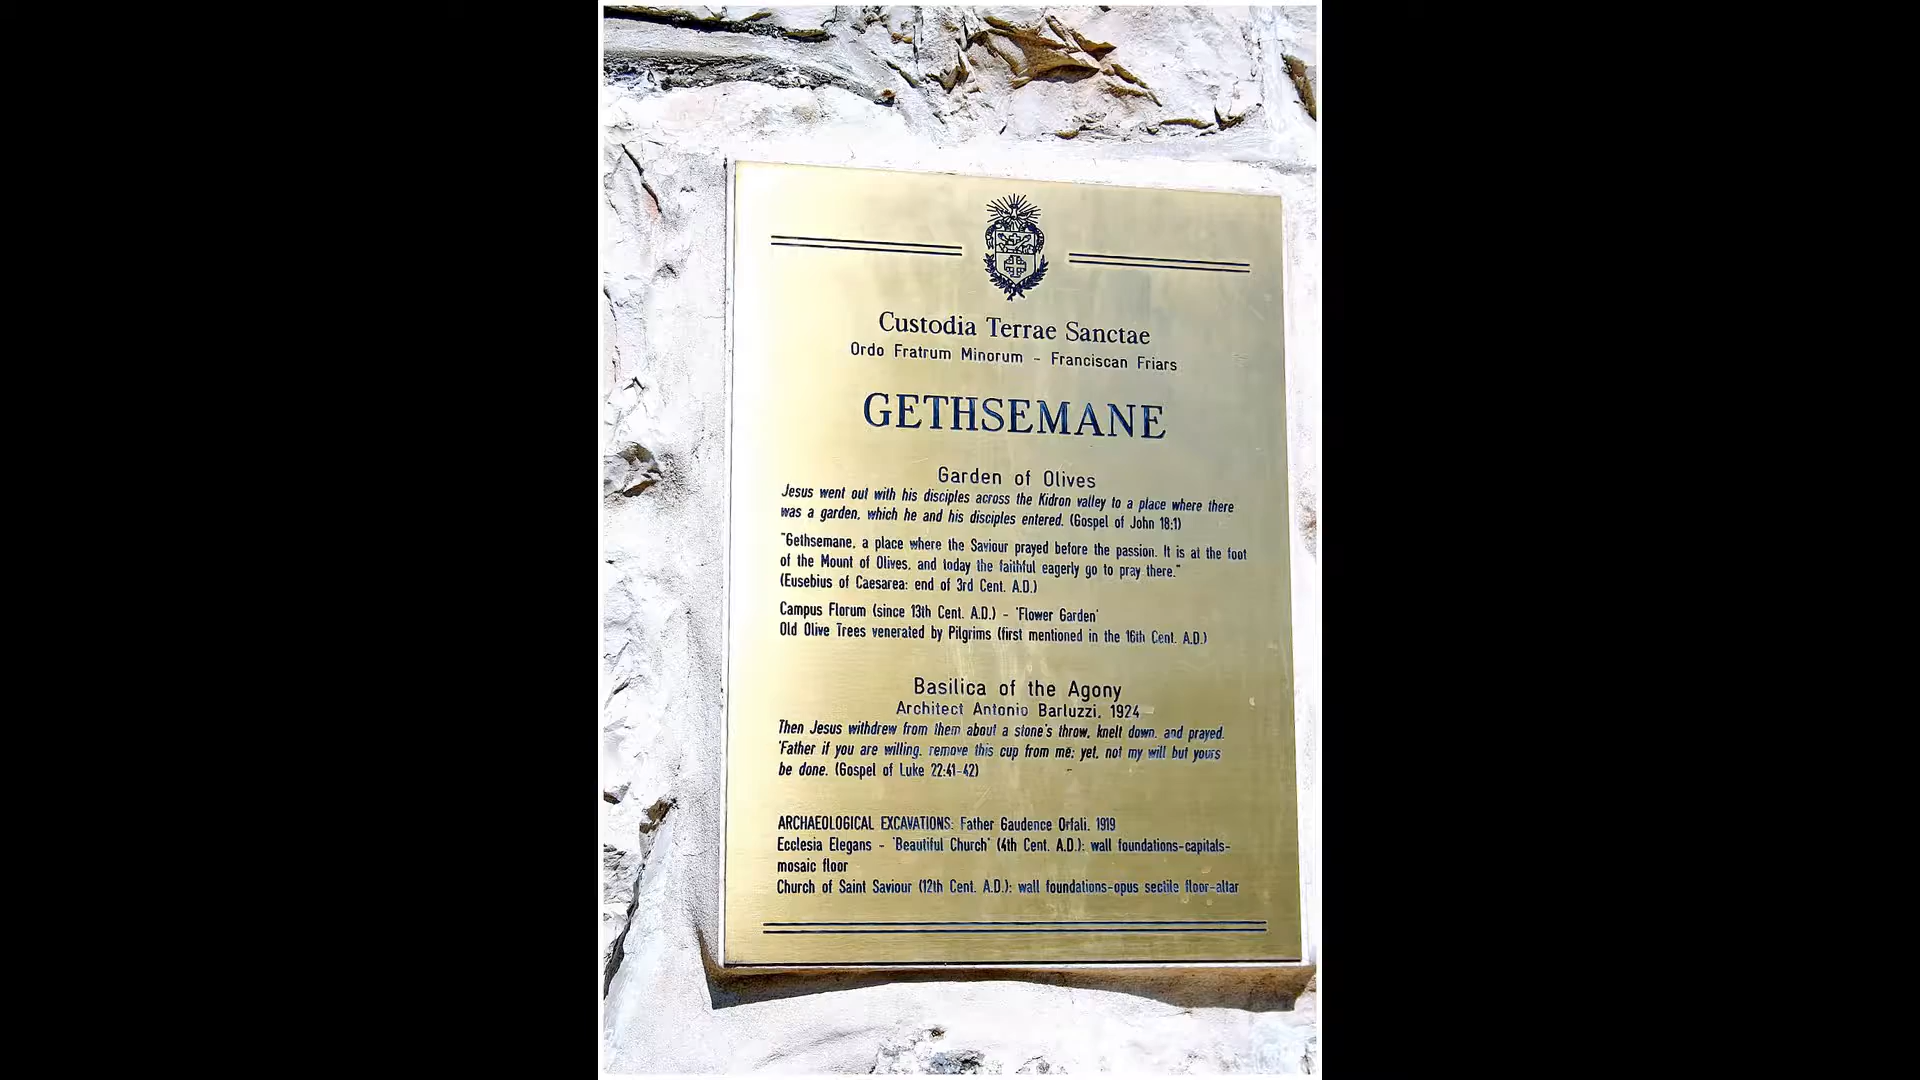 Custodia Terrae Sanctae
Ordo Fratrum Minorum - Franciscan Friars
GETHSEMANE
Garden of Olives
Jesus went out with his disciples across the Kidron valley to a place where there
was a garden, which he and his disciples entered. (Gospel of John 18:1)
"Gethsemane, a place where the Saviour prayed before the passion. It is at the foot
of the Mount of Olives, and today the faithful eagerly go to pray there."
(Eusebius of Caesarea: end of 3rd Cent. A.D.)
Campus Florum (since 13th Cent. A.D.) - 'Flower Garden'
Old Olive Trees venerated by Pilgrims (first mentioned in the 16th Cent. A.D.)
Basilica of the Agony
Architect Antonio Barluzzi, 1924
Then Jesus withdrew from them about a stone's throw, knelt down, and prayed.
'Father if you are willing, remove this cup from me; yet, not my will but yours
be done. (Gospel of Luke 22:41-42)
ARCHAEOLOGICAL EXCAVATIONS: Father Gaudence Orfali, 1919
Ecclesia Elegans - 'Beautiful Church' (4th Cent. A.D.): wall foundations-capitals-
mosaic floor
Church of Saint Saviour (12th Cent. A.D.): wall foundations-opus sectile floor-altar